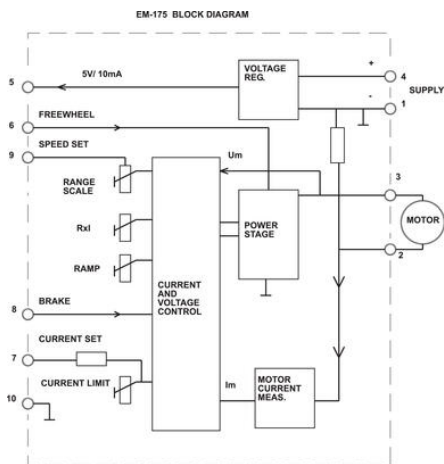 EM-175 BLOCK DIAGRAM
5V/ 10mA
5
VOLTAGE
REG.
+
4
SUPPLY
-
1
6
FREEWHEEL
9
SPEED SET
RANGE
SCALE
Um
3
MOTOR
RxI
POWER
STAGE
2
RAMP
CURRENT
AND
VOLTAGE
CONTROL
8
BRAKE
7
CURRENT SET
CURRENT LIMIT
Im
MOTOR
CURRENT
MEAS.
10